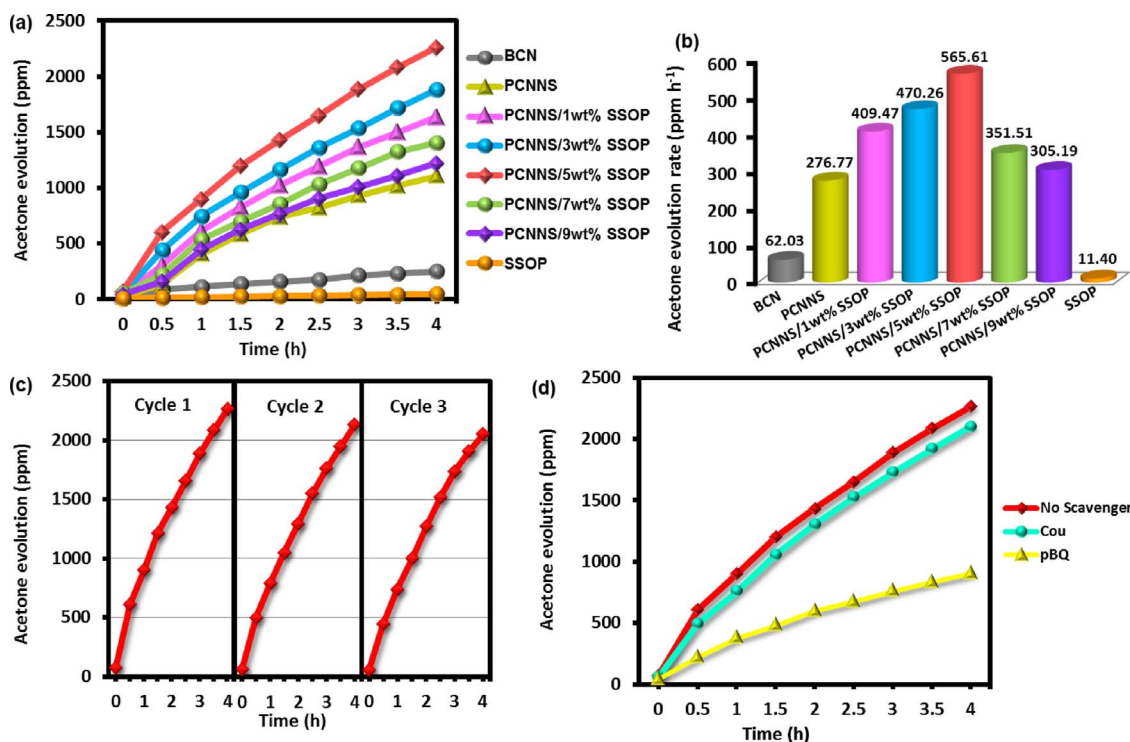 (a)
Acetone evolution (ppm)
2500
2000
1500
1000
500
0
0 0.5 1 1.5 2 2.5 3 3.5 4
Time (h)
BCN
PCNNS
PCNNS/1wt% SSOP
PCNNS/3wt% SSOP
PCNNS/5wt% SSOP
PCNNS/7wt% SSOP
PCNNS/9wt% SSOP
SSOP
(b)
Acetone evolution rate (ppm h⁻¹)
600
500
400
300
200
100
0
62.03
276.77
409.47
470.26
565.61
351.51
305.19
11.40
BCN
PCNNS
PCNNS/1wt% SSOP
PCNNS/3wt% SSOP
PCNNS/5wt% SSOP
PCNNS/7wt% SSOP
PCNNS/9wt% SSOP
SSOP
(c)
Acetone evolution (ppm)
2500
2000
1500
1000
500
0
Cycle 1
Cycle 2
Cycle 3
0 1 2 3 4 0 1 2 3 4 0 1 2 3 4
Time (h)
(d)
Acetone evolution (ppm)
2500
2000
1500
1000
500
0
0 0.5 1 1.5 2 2.5 3 3.5 4
Time (h)
No Scavenger
Cou
pBQ